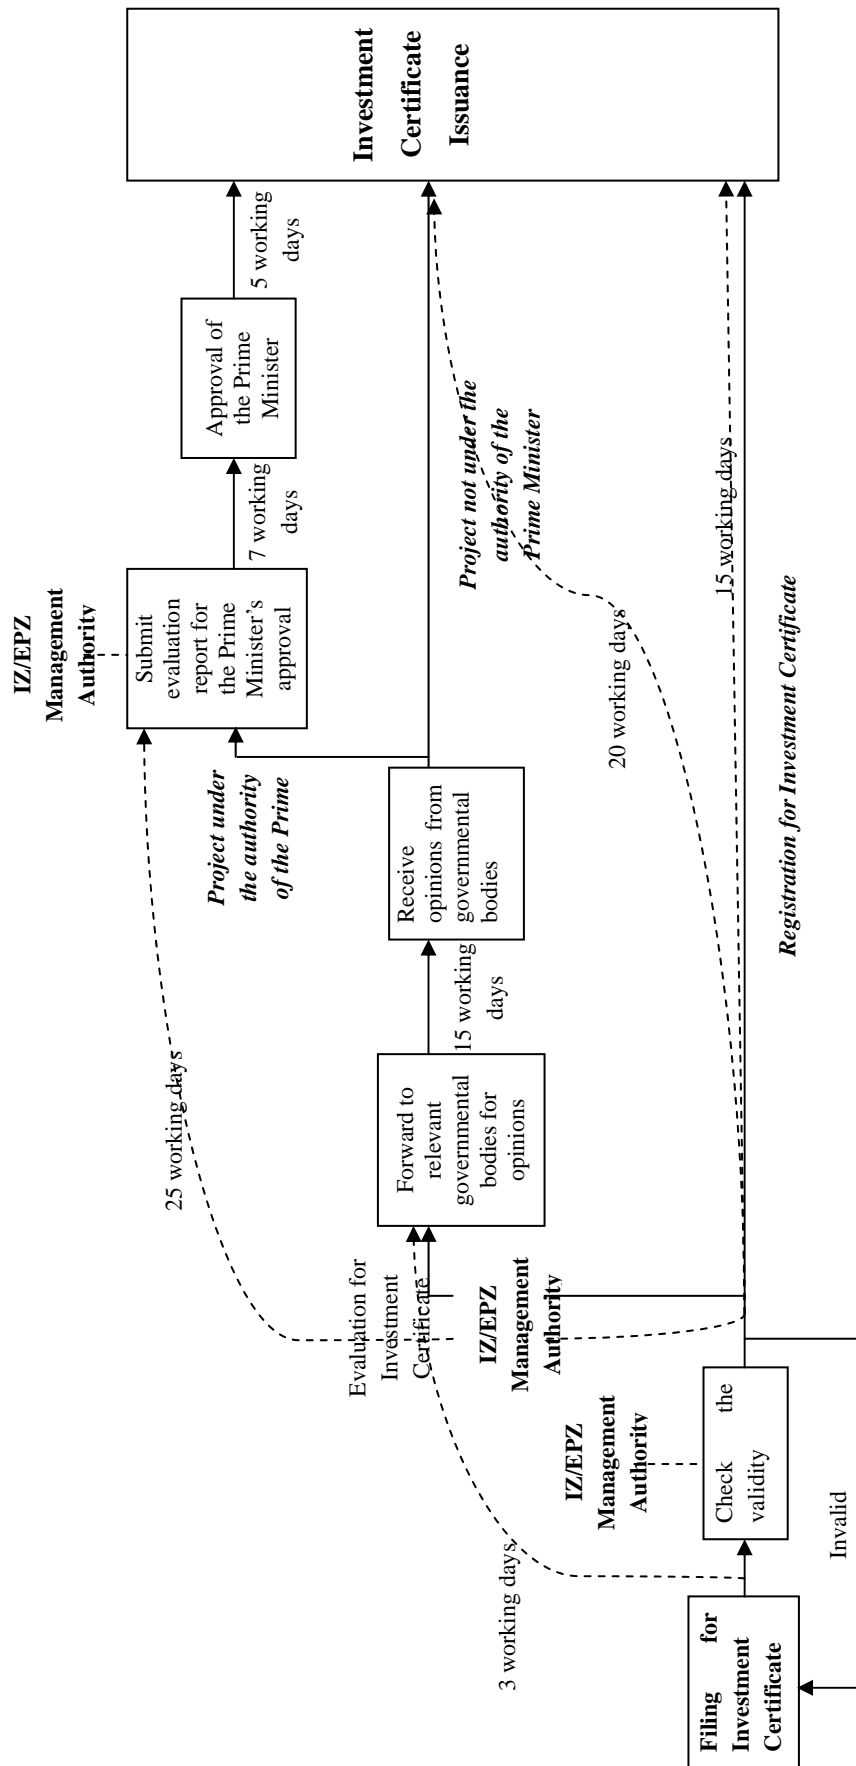 Filing for
Investment
Certificate
Invalid
Check the
validity
IZ/EPZ
Management
Authority
3 working days
Evaluation for
Investment
Certificate
IZ/EPZ
Management
Authority
Forward to
relevant
governmental
bodies for
opinions
15 working
days
Receive
opinions from
governmental
bodies
25 working days
Project under
the authority
of the Prime
IZ/EPZ
Management
Authority
Submit
evaluation
report for
the Prime
Minister’s
approval
7 working
days
Approval of
the Prime
Minister
5 working
days
Project not under the
authority of the
Prime Minister
20 working days
15 working days
Registration for Investment Certificate
Investment
Certificate
Issuance